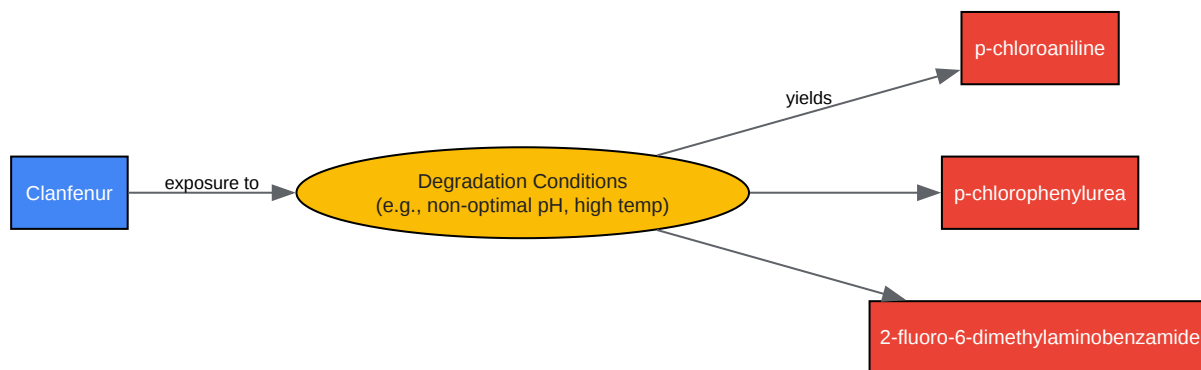 Clanfenur
exposure to
Degradation Conditions
(e.g., non-optimal pH, high temp)
yields
p-chloroaniline
p-chlorophenylurea
2-fluoro-6-dimethylaminobenzamide